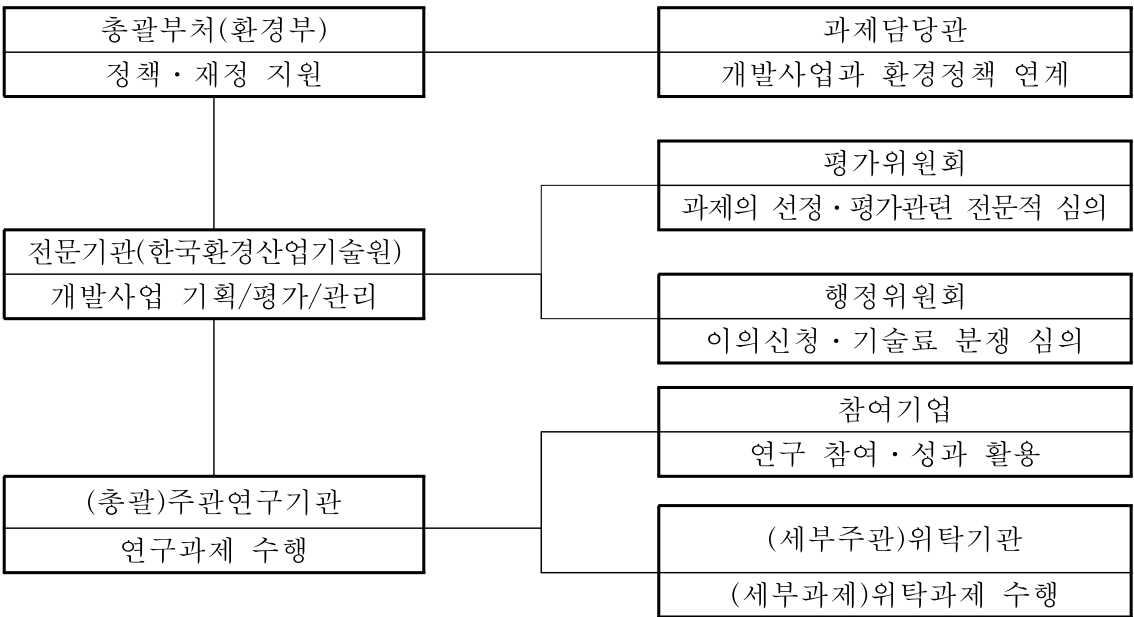 총괄부처(환경부)
정책·재정 지원
과제담당관
개발사업과 환경정책 연계
평가위원회
과제의 선정·평가관련 전문적 심의
전문기관(한국환경산업기술원)
개발사업 기획/평가/관리
행정위원회
이의신청·기술료 분쟁 심의
참여기업
연구 참여·성과 활용
(총괄)주관연구기관
연구과제 수행
(세부주관)위탁기관
(세부과제)위탁과제 수행